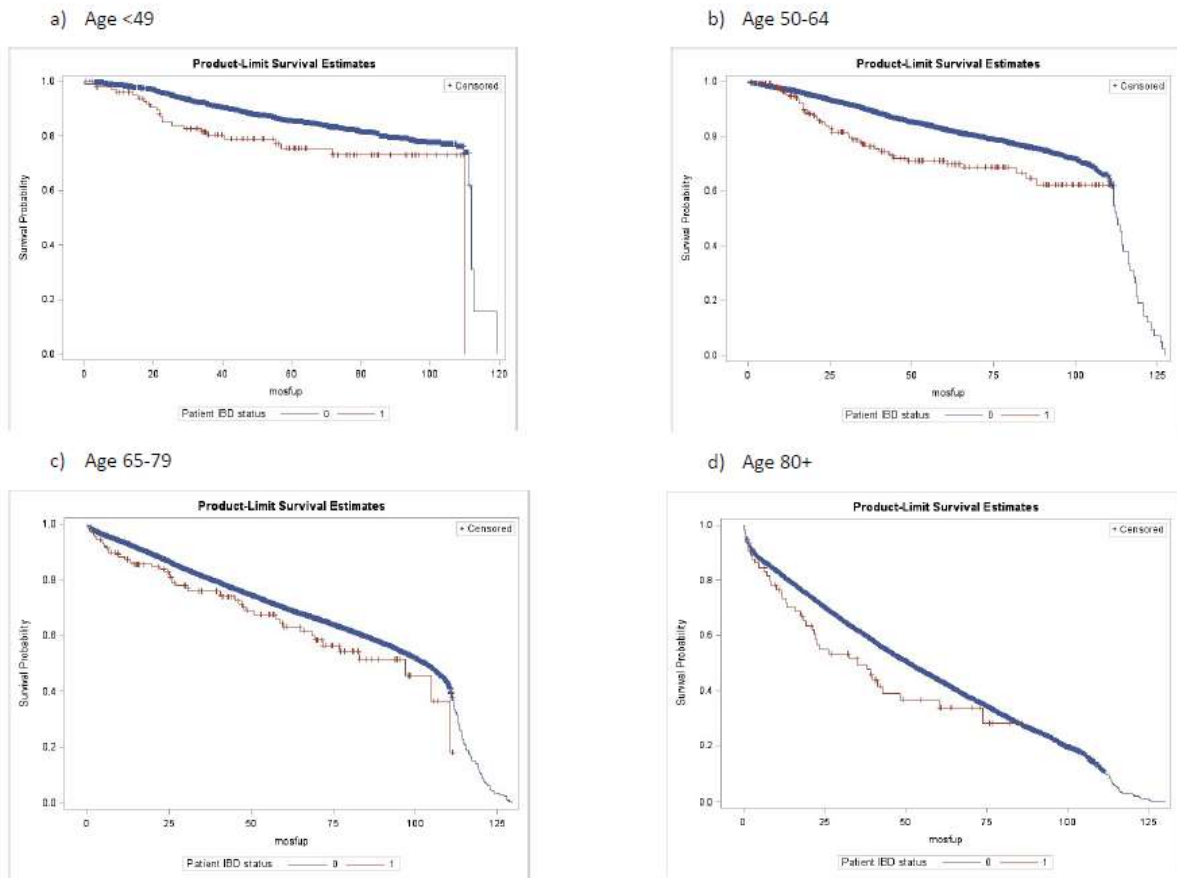 a) Age <49
Product-Limit Survival Estimates
+ Censored
Survival Probability
1.0
0.8
0.6
0.4
0.2
0.0
0 20 40 60 80 100 120
mosfup
Patient IBD status 0 1
b) Age 50-64
Product-Limit Survival Estimates
+ Censored
Survival Probability
1.0
0.8
0.6
0.4
0.2
0.0
0 25 50 75 100 125
mosfup
Patient IBD status 0 1
c) Age 65-79
Product-Limit Survival Estimates
+ Censored
Survival Probability
1.0
0.8
0.6
0.4
0.2
0.0
0 25 50 75 100 125
mosfup
Patient IBD status 0 1
d) Age 80+
Product-Limit Survival Estimates
+ Censored
Survival Probability
1.0
0.8
0.6
0.4
0.2
0.0
0 25 50 75 100 125
mosfup
Patient IBD status 0 1